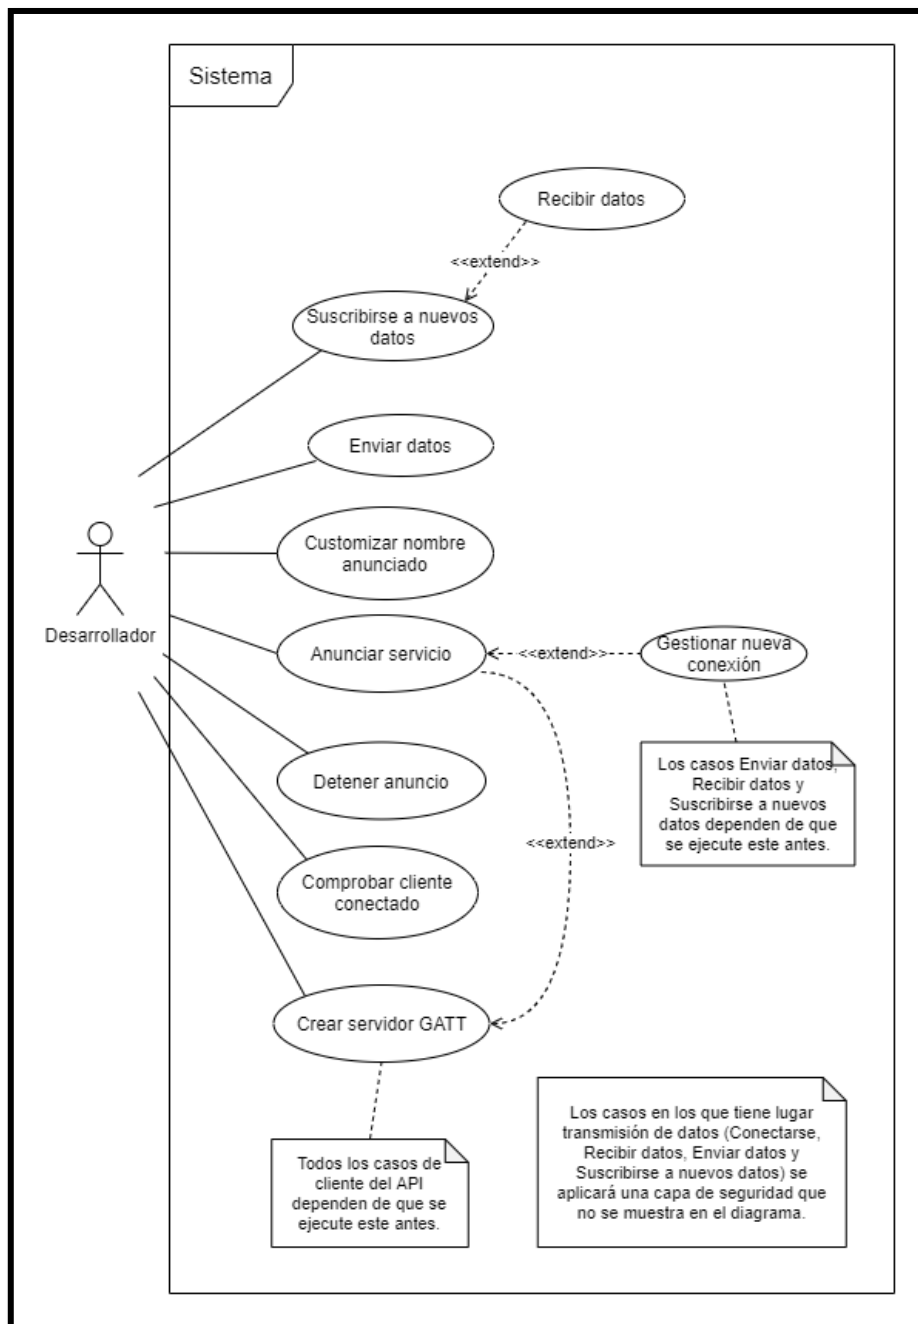 Sistema
Recibir datos
<<extend>>
Suscribirse a nuevos
datos
Enviar datos
Customizar nombre
anunciado
Desarrollador
Anunciar servicio
<<extend>>
Gestionar nueva
conexión
Los casos Enviar datos,
Recibir datos y
Suscribirse a nuevos
datos dependen de que
se ejecute este antes.
Detener anuncio
<<extend>>
Comprobar cliente
conectado
Crear servidor GATT
Todos los casos de
cliente del API
dependen de que se
ejecute este antes.
Los casos en los que tiene lugar
transmisión de datos (Conectarse,
Recibir datos, Enviar datos y
Suscribirse a nuevos datos) se
aplicará una capa de seguridad que
no se muestra en el diagrama.